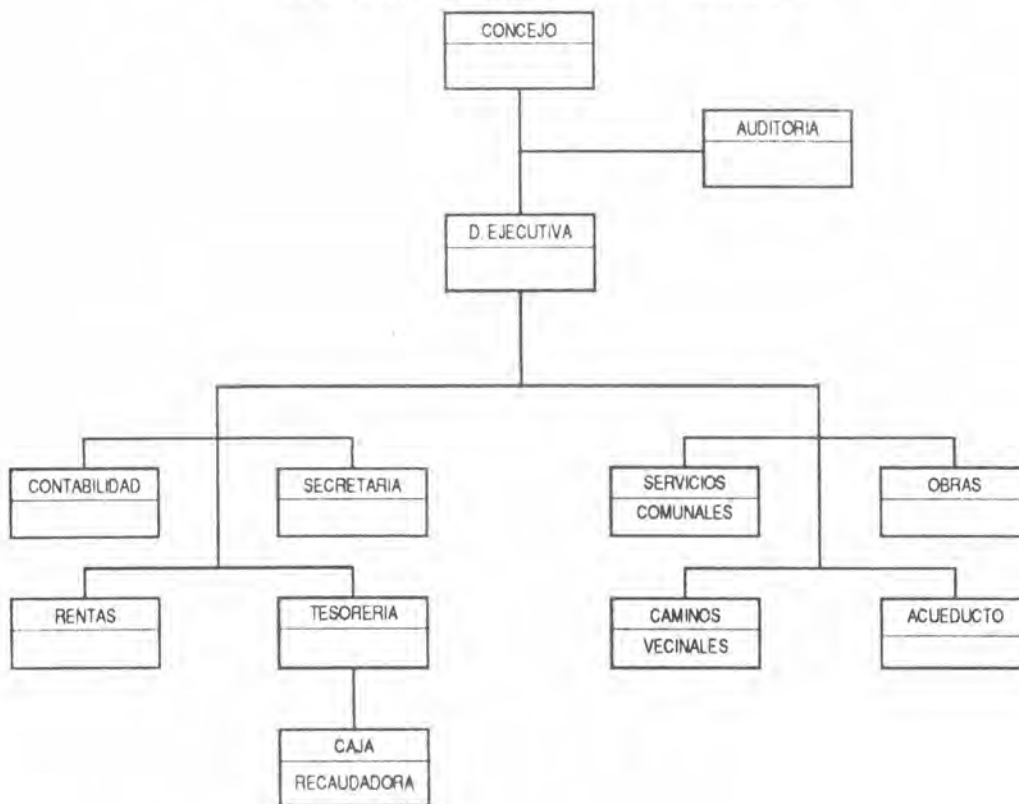 CONCEJO
AUDITORIA
D. EJECUTIVA
CONTABILIDAD
SECRETARIA
SERVICIOS
COMUNALES
OBRAS
RENTAS
TESORERIA
CAMINOS
VECINALES
ACUEDUCTO
CAJA
RECAUDADORA